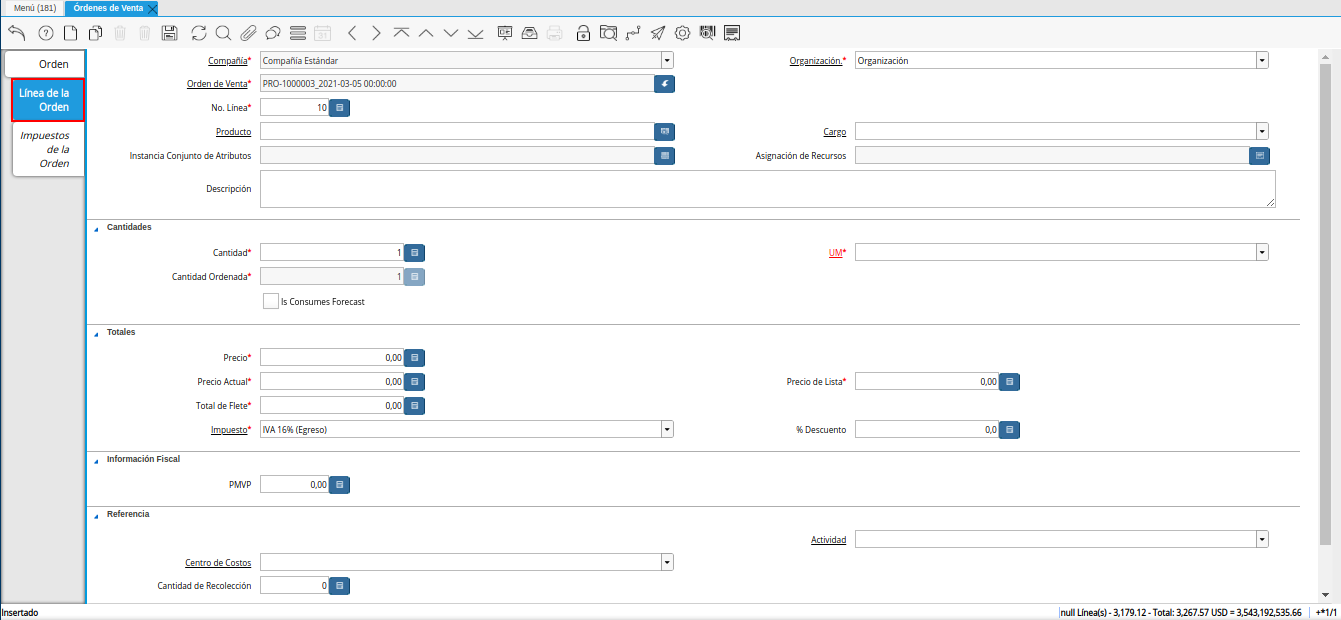 Menú (181) Órdenes de Venta
31
Orden
Línea de la
Orden
Impuestos
de la
Orden
Compañía* Compañía Estándar Organización.* Organización
Orden de Venta* PRO-1000003_2021-03-05 00:00:00
No. Línea* 10
Producto Cargo
Instancia Conjunto de Atributos Asignación de Recursos
Descripción
Cantidades
Cantidad* 1 UM*
Cantidad Ordenada* 1
Is Consumes Forecast
Totales
Precio* 0,00
Precio Actual* 0,00 Precio de Lista* 0,00
Total de Flete* 0,00
Impuesto* IVA 16% (Egreso) % Descuento 0,0
Información Fiscal
PMVP 0,00
Referencia
Actividad
Centro de Costos
Cantidad de Recolección 0
Insertado null Línea(s) - 3,179.12 - Total: 3,267.57 USD = 3,543,192,535.66 +*1/1